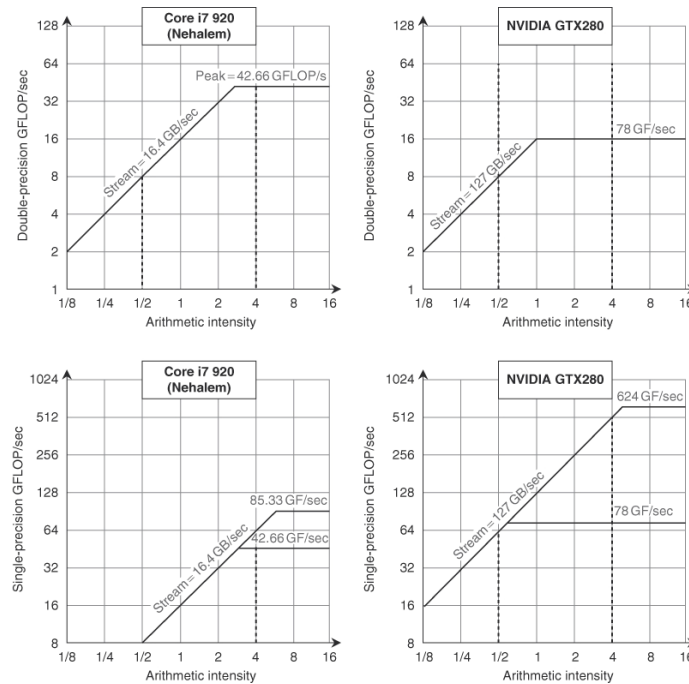 Core i7 920
(Nehalem)
128
64
32
16
8
4
2
1
Double-precision GFLOP/sec
Peak = 42.66 GFLOP/s
Stream = 16.4 GB/sec
1/8 1/4 1/2 1 2 4 8 16
Arithmetic intensity
NVIDIA GTX280
128
64
32
16
8
4
2
1
Double-precision GFLOP/sec
78 GF/sec
Stream = 127 GB/sec
1/8 1/4 1/2 1 2 4 8 16
Arithmetic intensity
Core i7 920
(Nehalem)
1024
512
256
128
64
32
16
8
Single-precision GFLOP/sec
85.33 GF/sec
42.66 GF/sec
Stream = 16.4 GB/sec
1/8 1/4 1/2 1 2 4 8 16
Arithmetic intensity
NVIDIA GTX280
1024
512
256
128
64
32
16
8
Single-precision GFLOP/sec
624 GF/sec
78 GF/sec
Stream = 127 GB/sec
1/8 1/4 1/2 1 2 4 8 16
Arithmetic intensity